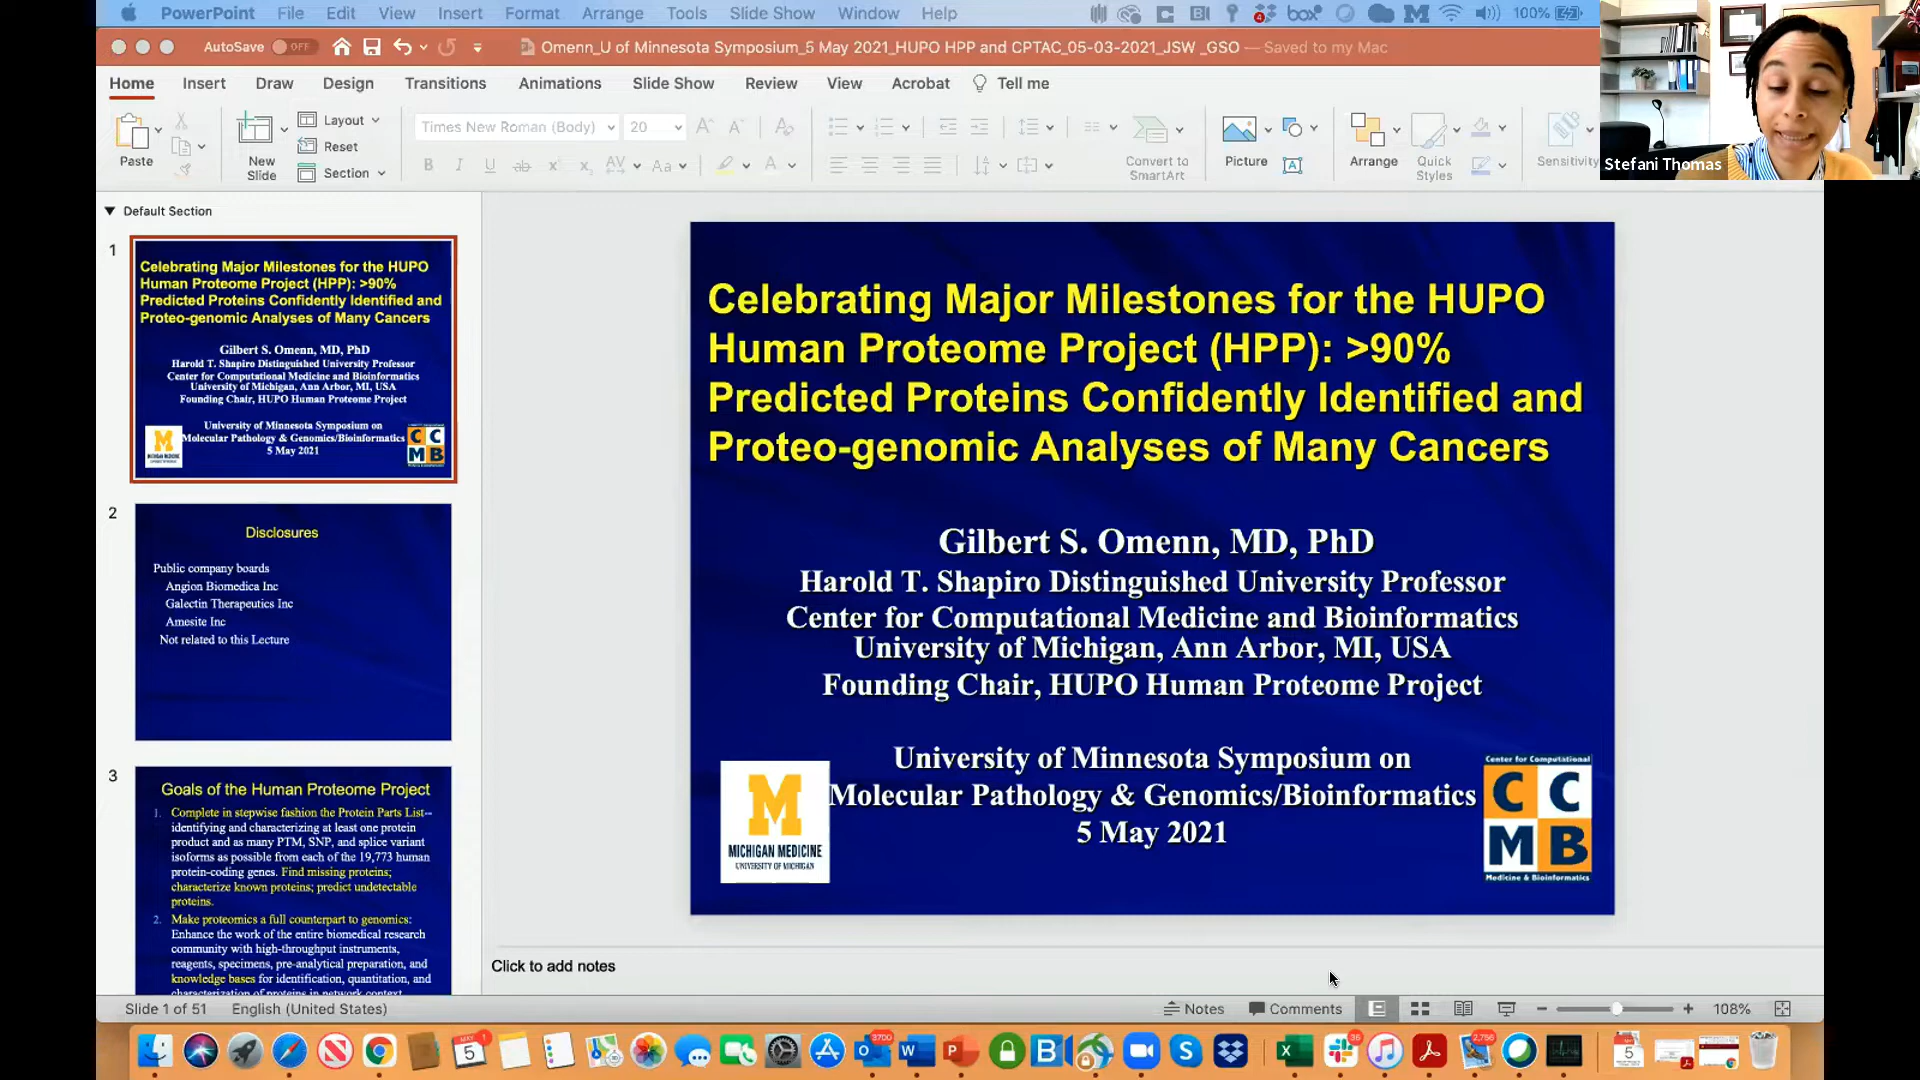 PowerPoint File Edit View Insert Format Arrange Tools Slide Show Window Help 100%
AutoSave OFF Omenn_U of Minnesota Symposium_5 May 2021_HUPO HPP and CPTAC_05-03-2021_JSW _GSO — Saved to my Mac
Home Insert Draw Design Transitions Animations Slide Show Review View Acrobat Tell me
Paste New Slide Layout Reset Section Times New Roman (Body) 20 Convert to SmartArt Picture Arrange Quick Styles Sensitivity
Stefani Thomas
Default Section
1
Celebrating Major Milestones for the HUPO
Human Proteome Project (HPP): >90%
Predicted Proteins Confidently Identified and
Proteo-genomic Analyses of Many Cancers
Gilbert S. Omenn, MD, PhD
Harold T. Shapiro Distinguished University Professor
Center for Computational Medicine and Bioinformatics
University of Michigan, Ann Arbor, MI, USA
Founding Chair, HUPO Human Proteome Project
University of Minnesota Symposium on
Molecular Pathology & Genomics/Bioinformatics
5 May 2021
2
Disclosures
Public company boards
Angion Biomedica Inc
Galectin Therapeutics Inc
Amesite Inc
Not related to this Lecture
3
Goals of the Human Proteome Project
1. Complete in stepwise fashion the Protein Parts List--
identifying and characterizing at least one protein
product and as many PTM, SNP, and splice variant
isoforms as possible from each of the 19,773 human
protein-coding genes. Find missing proteins;
characterize known proteins; predict undetectable
proteins.
2. Make proteomics a full counterpart to genomics:
Enhance the work of the entire biomedical research
community with high-throughput instruments,
reagents, specimens, pre-analytical preparation, and
knowledge bases for identification, quantitation, and
characterization of proteins in network context
Celebrating Major Milestones for the HUPO
Human Proteome Project (HPP): >90%
Predicted Proteins Confidently Identified and
Proteo-genomic Analyses of Many Cancers
Gilbert S. Omenn, MD, PhD
Harold T. Shapiro Distinguished University Professor
Center for Computational Medicine and Bioinformatics
University of Michigan, Ann Arbor, MI, USA
Founding Chair, HUPO Human Proteome Project
University of Minnesota Symposium on
Molecular Pathology & Genomics/Bioinformatics
5 May 2021
M
MICHIGAN MEDICINE
UNIVERSITY OF MICHIGAN
Center for Computational
C C
M B
Medicine & Bioinformatics
Click to add notes
Slide 1 of 51 English (United States) Notes Comments 108%